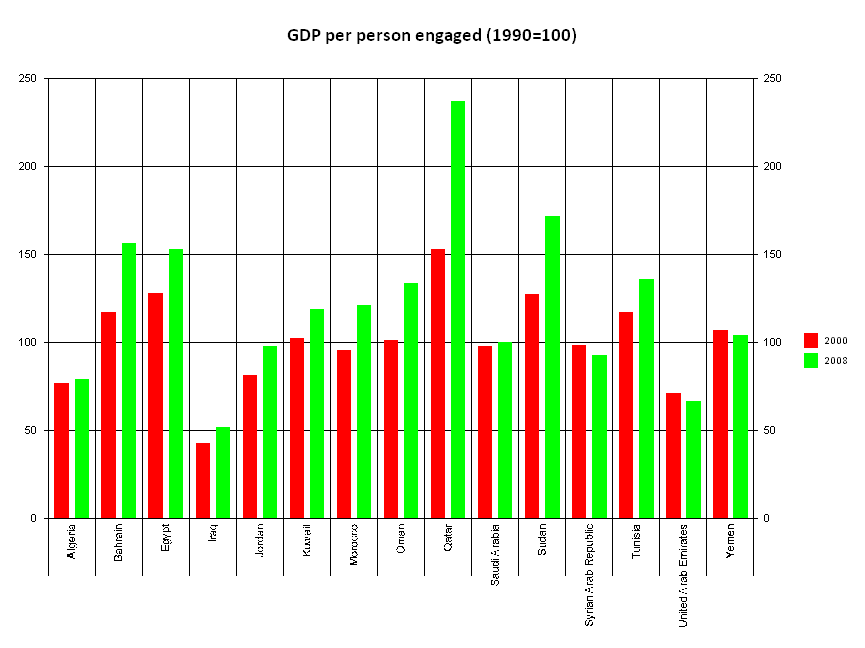 GDP per person engaged (1990=100)
250 250
200 200
150 150
100 100
50 50
0 0
2000
2008
Algeria
Bahrain
Egypt
Iraq
Jordan
Kuwait
Morocco
Oman
Qatar
Saudi Arabia
Sudan
Syrian Arab Republic
Tunisia
United Arab Emirates
Yemen